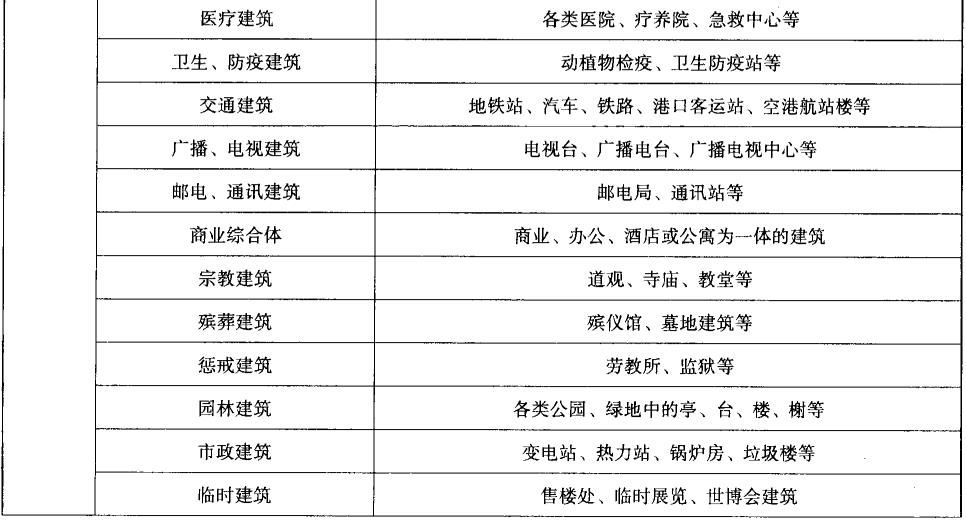 医疗建筑 各类医院、疗养院、急救中心等
卫生、防疫建筑 动植物检疫、卫生防疫站等
交通建筑 地铁站、汽车、铁路、港口客运站、空港航站楼等
广播、电视建筑 电视台、广播电台、广播电视中心等
邮电、通讯建筑 邮电局、通讯站等
商业综合体 商业、办公、酒店或公寓为一体的建筑
宗教建筑 道观、寺庙、教堂等
殡葬建筑 殡仪馆、墓地建筑等
惩戒建筑 劳教所、监狱等
园林建筑 各类公园、绿地中的亭、台、楼、榭等
市政建筑 变电站、热力站、锅炉房、垃圾楼等
临时建筑 售楼处、临时展览、世博会建筑